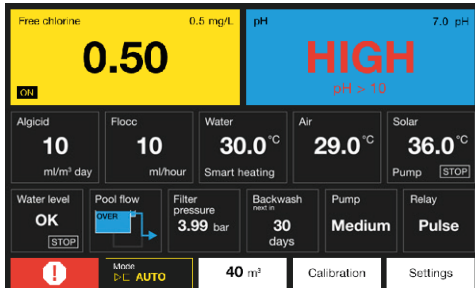 Free chlorine 0.5 mg/L
0.50
ON
pH 7.0 pH
HIGH
pH > 10
Algicid
10
ml/m³ day
Flocc
10
ml/hour
Water
30.0 °C
Smart heating
Air
29.0 °C
Solar
36.0 °C
Pump STOP
Water level
OK
STOP
Pool flow
OVER
Filter
pressure
3.99 bar
Backwash
next in
30
days
Pump
Medium
Relay
Pulse
!
Mode
AUTO
40 m³
Calibration
Settings